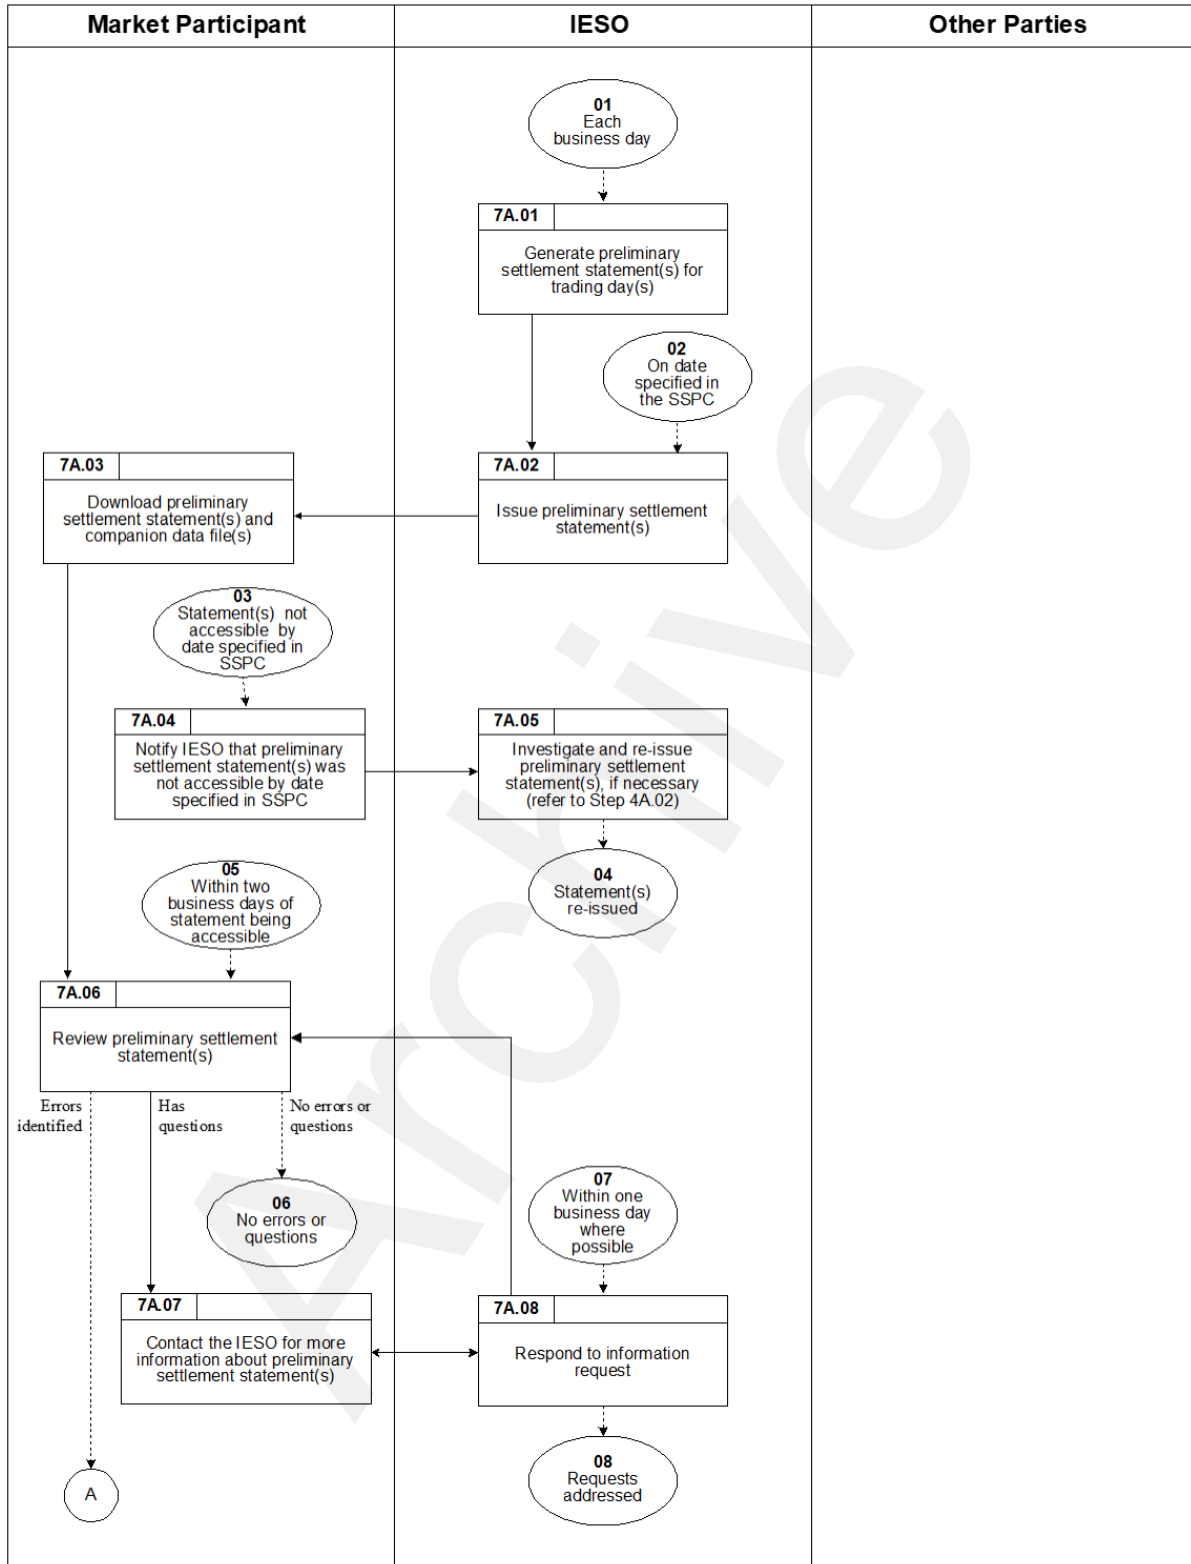 Market Participant
IESO
Other Parties
01
Each
business day
7A.01
Generate preliminary
settlement statement(s) for
trading day(s)
02
On date
specified in
the SSPC
7A.03
Download preliminary
settlement statement(s) and
companion data file(s)
7A.02
Issue preliminary settlement
statement(s)
03
Statement(s) not
accessible by
date specified in
SSPC
7A.04
Notify IESO that preliminary
settlement statement(s) was
not accessible by date
specified in SSPC
7A.05
Investigate and re-issue
preliminary settlement
statement(s), if necessary
(refer to Step 4A.02)
04
Statement(s)
re-issued
05
Within two
business days of
statement being
accessible
7A.06
Review preliminary settlement
statement(s)
Errors
identified
Has
questions
No errors or
questions
06
No errors or
questions
07
Within one
business day
where
possible
7A.07
Contact the IESO for more
information about preliminary
settlement statement(s)
7A.08
Respond to information
request
08
Requests
addressed
A
Archive